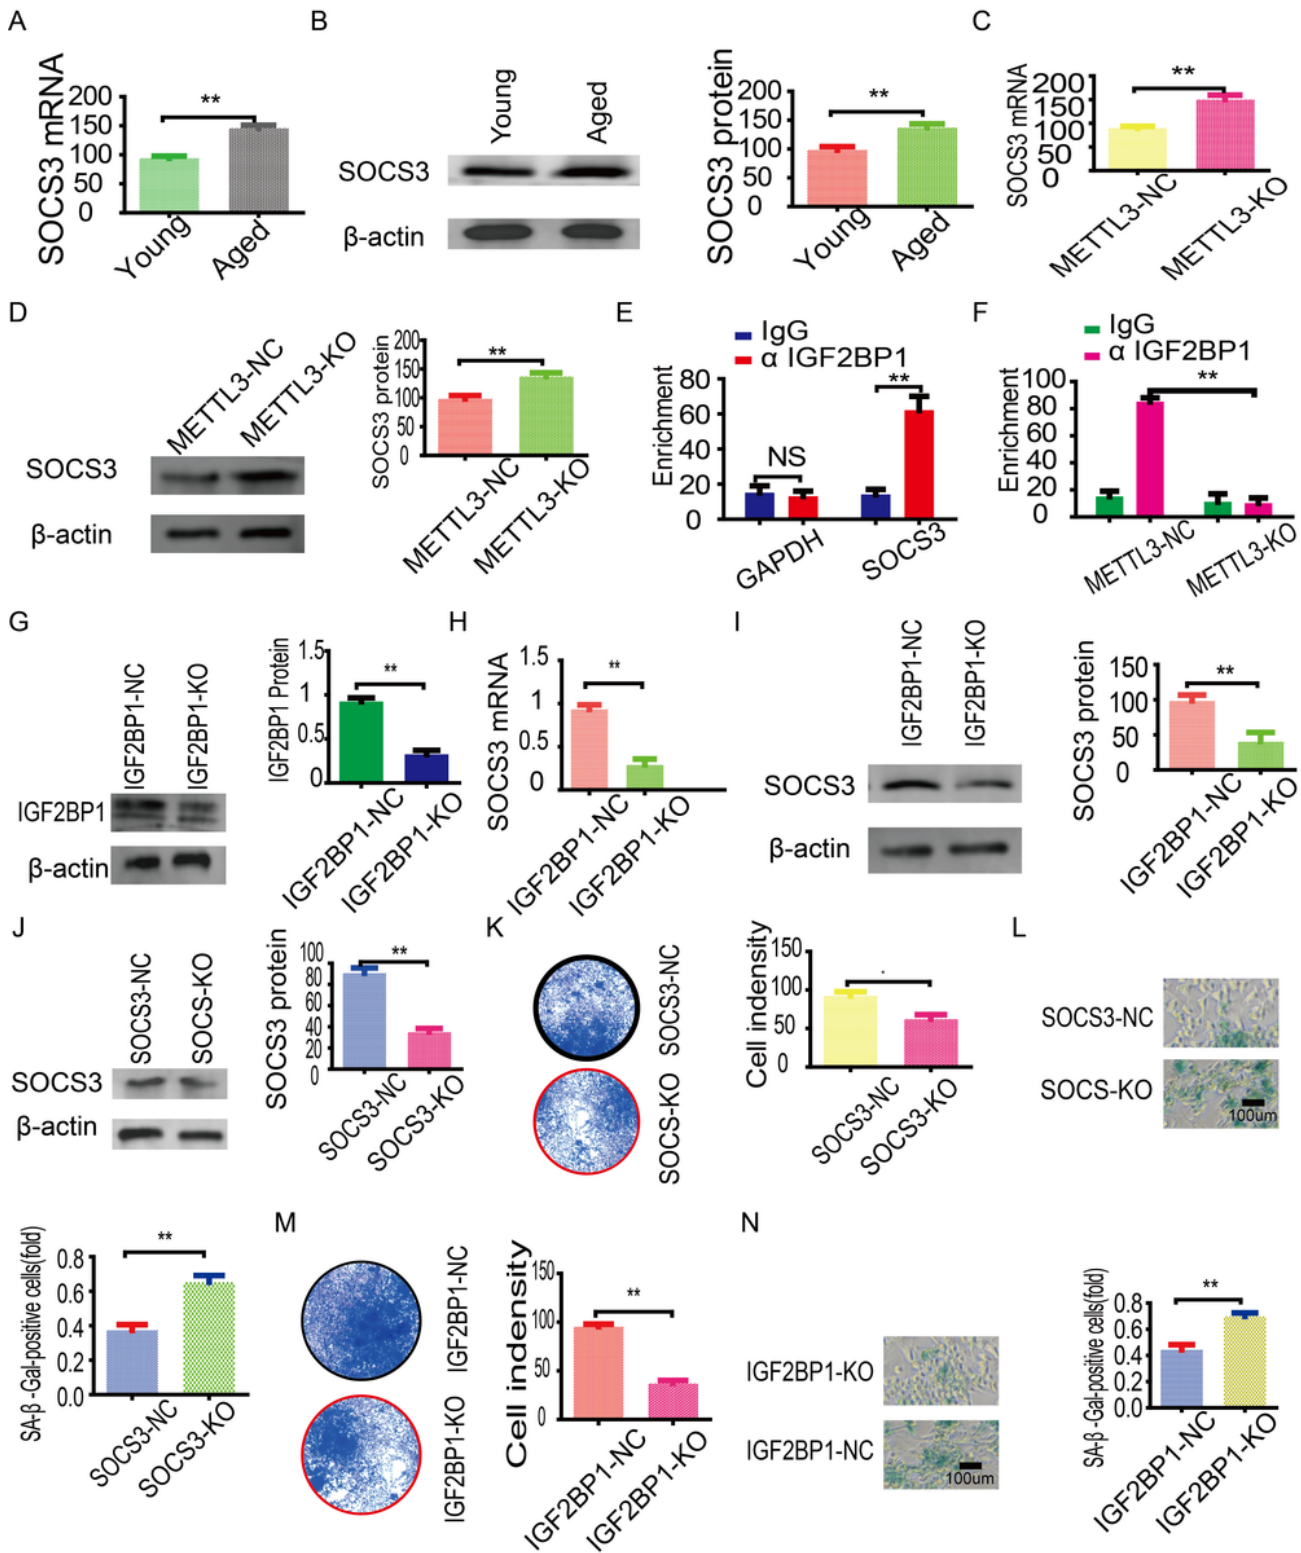 A
SOCS3 mRNA
200
150
100
50
0
**
Young
Aged
B
Young
Aged
SOCS3
β-actin
SOCS3 protein
200
150
100
50
0
**
Young
Aged
C
SOCS3 mRNA
200
150
100
50
0
**
METTL3-NC
METTL3-KO
D
METTL3-NC
METTL3-KO
SOCS3
β-actin
SOCS3 protein
200
150
100
50
0
**
METTL3-NC
METTL3-KO
E
IgG
α IGF2BP1
Enrichment
80
60
40
20
0
NS
**
GAPDH
SOCS3
F
IgG
α IGF2BP1
Enrichment
100
80
60
40
20
0
**
METTL3-NC
METTL3-KO
G
IGF2BP1-NC
IGF2BP1-KO
IGF2BP1
β-actin
IGF2BP1 Protein
1.5
1
0.5
0
**
IGF2BP1-NC
IGF2BP1-KO
H
SOCS3 mRNA
1.5
1
0.5
0
**
IGF2BP1-NC
IGF2BP1-KO
I
IGF2BP1-NC
IGF2BP1-KO
SOCS3
β-actin
SOCS3 protein
150
100
50
0
**
IGF2BP1-NC
IGF2BP1-KO
J
SOCS3-NC
SOCS-KO
SOCS3
β-actin
SOCS3 protein
100
80
60
40
20
0
**
SOCS3-NC
SOCS3-KO
K
SOCS3-NC
SOCS-KO
Cell indensity
150
100
50
0
*
SOCS3-NC
SOCS3-KO
L
SOCS3-NC
SOCS-KO
100um
SA-β -Gal-positive cells(fold)
0.8
0.6
0.4
0.2
0.0
**
SOCS3-NC
SOCS3-KO
M
IGF2BP1-NC
IGF2BP1-KO
Cell indensity
150
100
50
0
**
IGF2BP1-NC
IGF2BP1-KO
N
IGF2BP1-KO
IGF2BP1-NC
100um
SA-β -Gal-positive cells(fold)
0.8
0.6
0.4
0.2
0.0
**
IGF2BP1-NC
IGF2BP1-KO